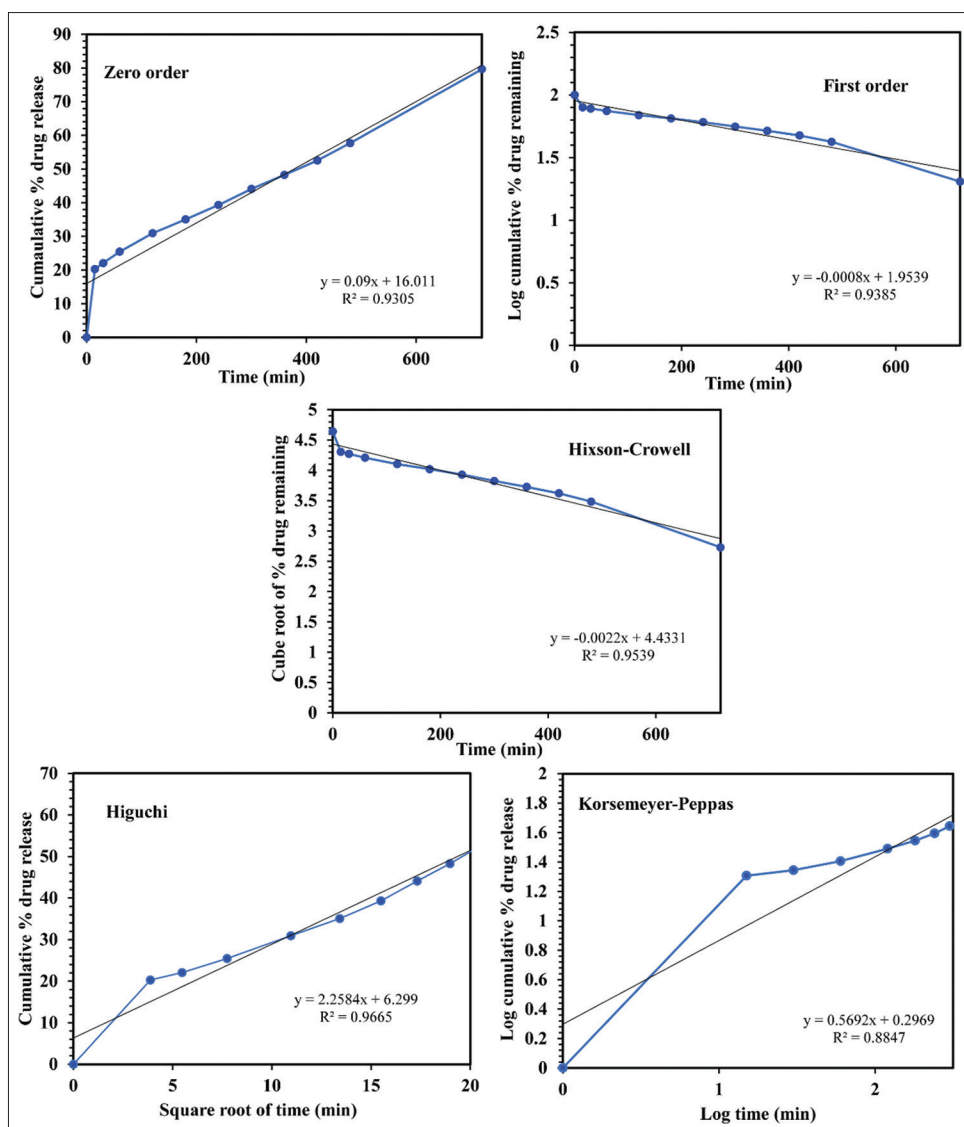 Zero order
Cumaulative % drug release
90
80
70
60
50
40
30
20
10
0
y = 0.09x + 16.011
R² = 0.9305
0 200 400 600
Time (min)
First order
Log cumulative % drug remaining
2.5
2
1.5
1
0.5
0
y = -0.0008x + 1.9539
R² = 0.9385
0 200 400 600
Time (min)
Hixson-Crowell
Cube root of % drug remaining
5
4.5
4
3.5
3
2.5
2
1.5
1
0.5
0
y = -0.0022x + 4.4331
R² = 0.9539
0 200 400 600
Time (min)
Higuchi
Cumulative % drug release
70
60
50
40
30
20
10
0
y = 2.2584x + 6.299
R² = 0.9665
0 5 10 15 20
Square root of time (min)
Korsemeyer-Peppas
Log cumulative % drug release
2
1.8
1.6
1.4
1.2
1
0.8
0.6
0.4
0.2
0
y = 0.5692x + 0.2969
R² = 0.8847
0 1 2
Log time (min)